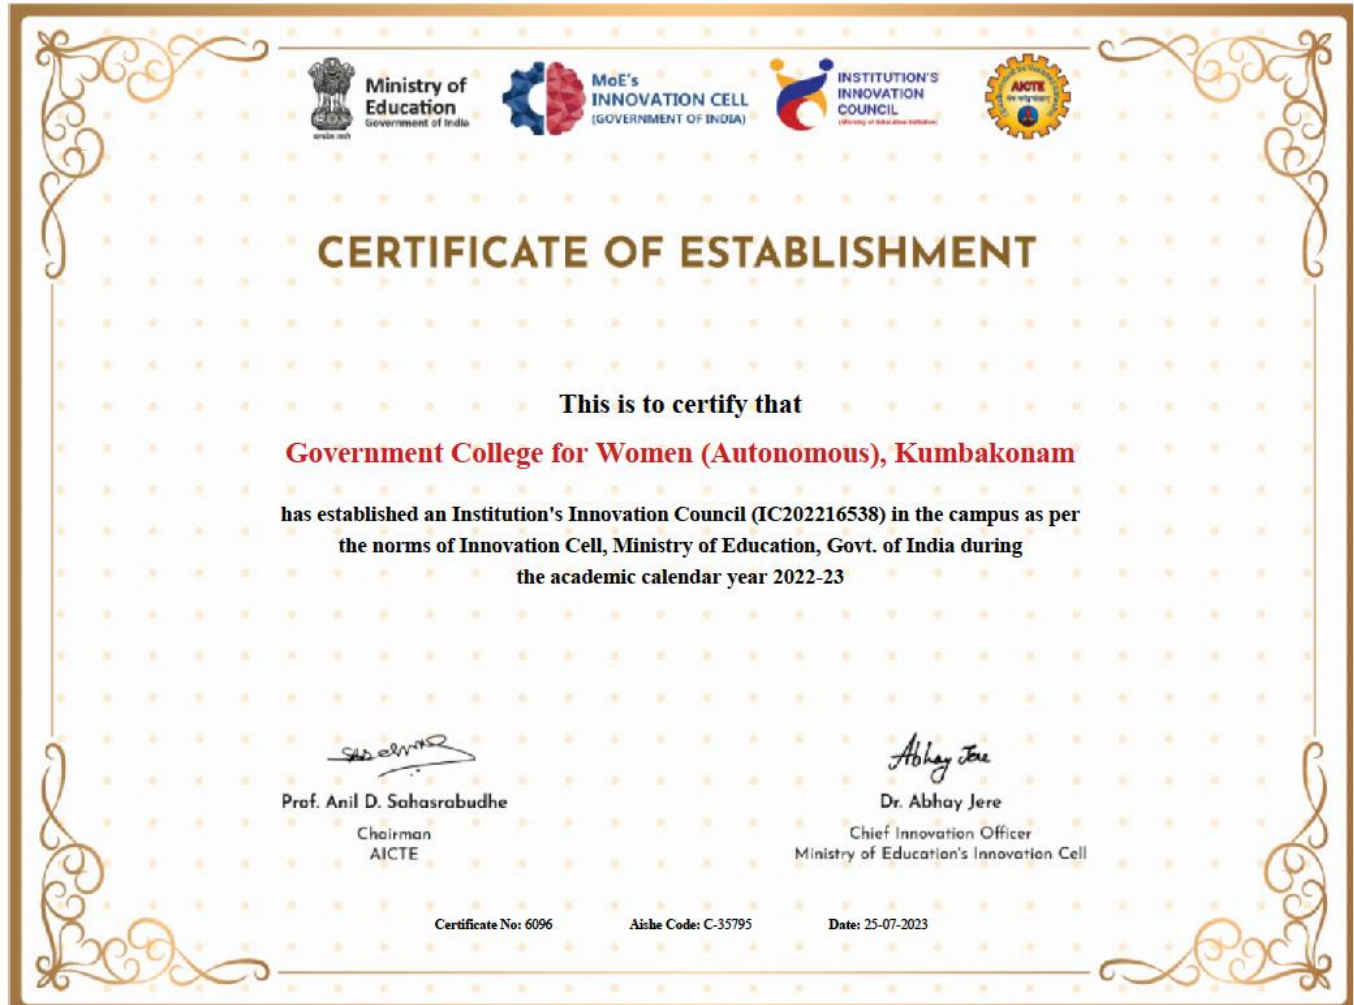 Ministry of
Education
Government of India
MoE's
INNOVATION CELL
(GOVERNMENT OF INDIA)
INSTITUTION'S
INNOVATION
COUNCIL
(Ministry of Education Initiative)
AICTE
CERTIFICATE OF ESTABLISHMENT
This is to certify that
Government College for Women (Autonomous), Kumbakonam
has established an Institution's Innovation Council (IC202216538) in the campus as per
the norms of Innovation Cell, Ministry of Education, Govt. of India during
the academic calendar year 2022-23
Abhay Jere
Prof. Anil D. Sahasrabudhe
Dr. Abhay Jere
Chairman
AICTE
Chief Innovation Officer
Ministry of Education's Innovation Cell
Certificate No: 6096 Aishe Code: C-35795 Date: 25-07-2023